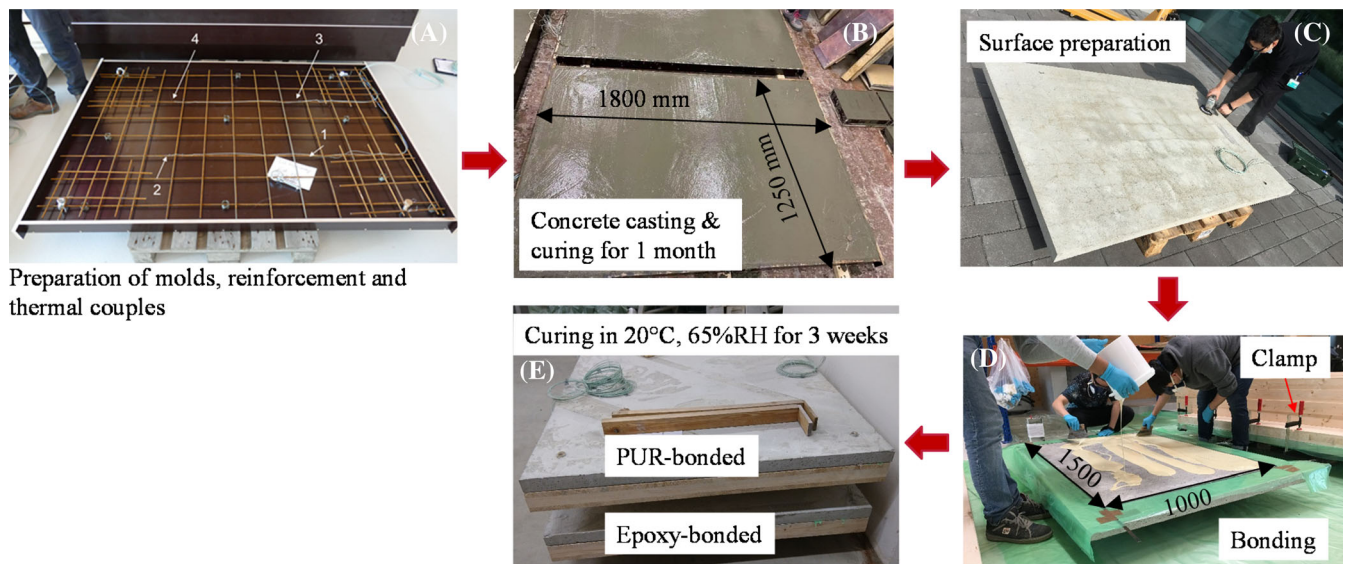 (A)
4
3
1
2
Preparation of molds, reinforcement and
thermal couples
(B)
1800 mm
1250 mm
Concrete casting &
curing for 1 month
Surface preparation
(C)
(D)
Clamp
1500
1000
Bonding
Curing in 20°C, 65%RH for 3 weeks
(E)
PUR-bonded
Epoxy-bonded